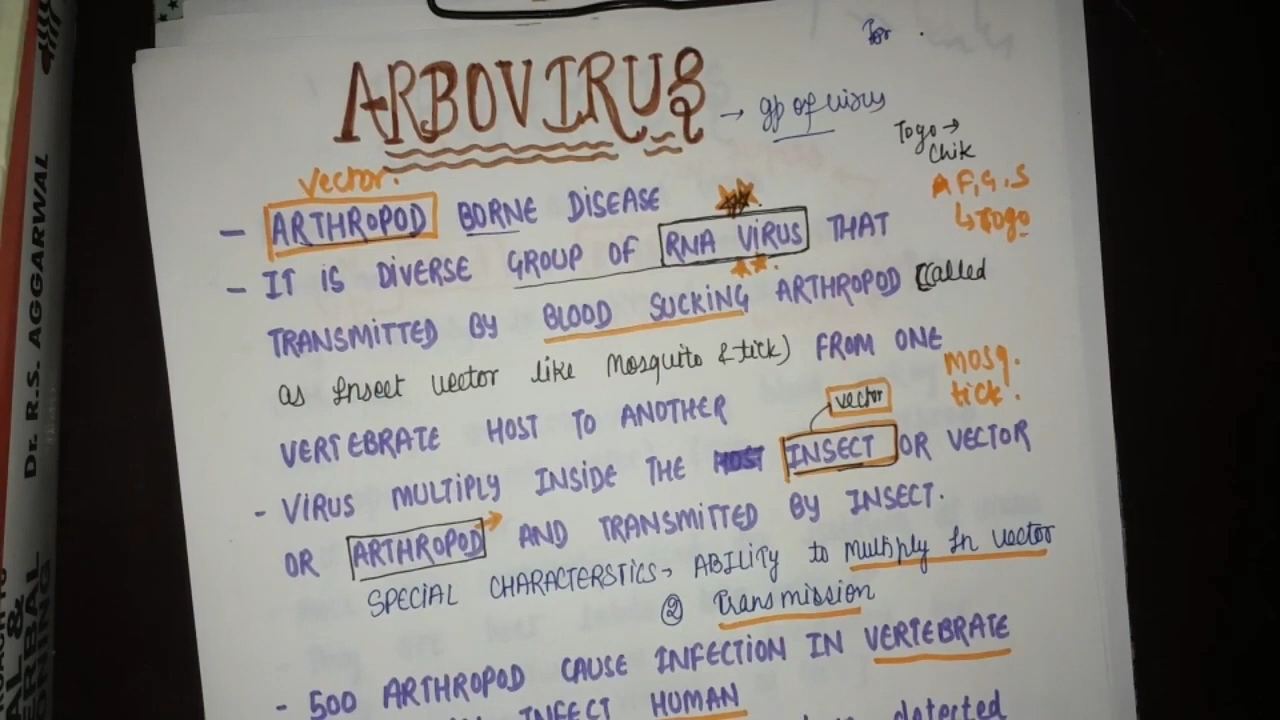 ARBOVIRUS → gp of virus
Togo →
Chik
A F, G, S
↳ Togo
Vector.
- ARTHROPOD BORNE DISEASE
- IT IS DIVERSE GROUP OF RNA VIRUS THAT
TRANSMITTED BY BLOOD SUCKING ARTHROPOD (Called
as Insect vector like Mosquito & tick) FROM ONE
mosq.
tick.
VERTEBRATE HOST TO ANOTHER
vector
- VIRUS MULTIPLY INSIDE THE INSECT OR VECTOR
OR ARTHROPOD → AND TRANSMITTED BY INSECT.
SPECIAL CHARACTERSTICS → ABILITY to Multiply In vector
② Transmission
- 500 ARTHROPOD CAUSE INFECTION IN VERTEBRATE
INFECT HUMAN
detected
Dr. R.S. AGGARWAL